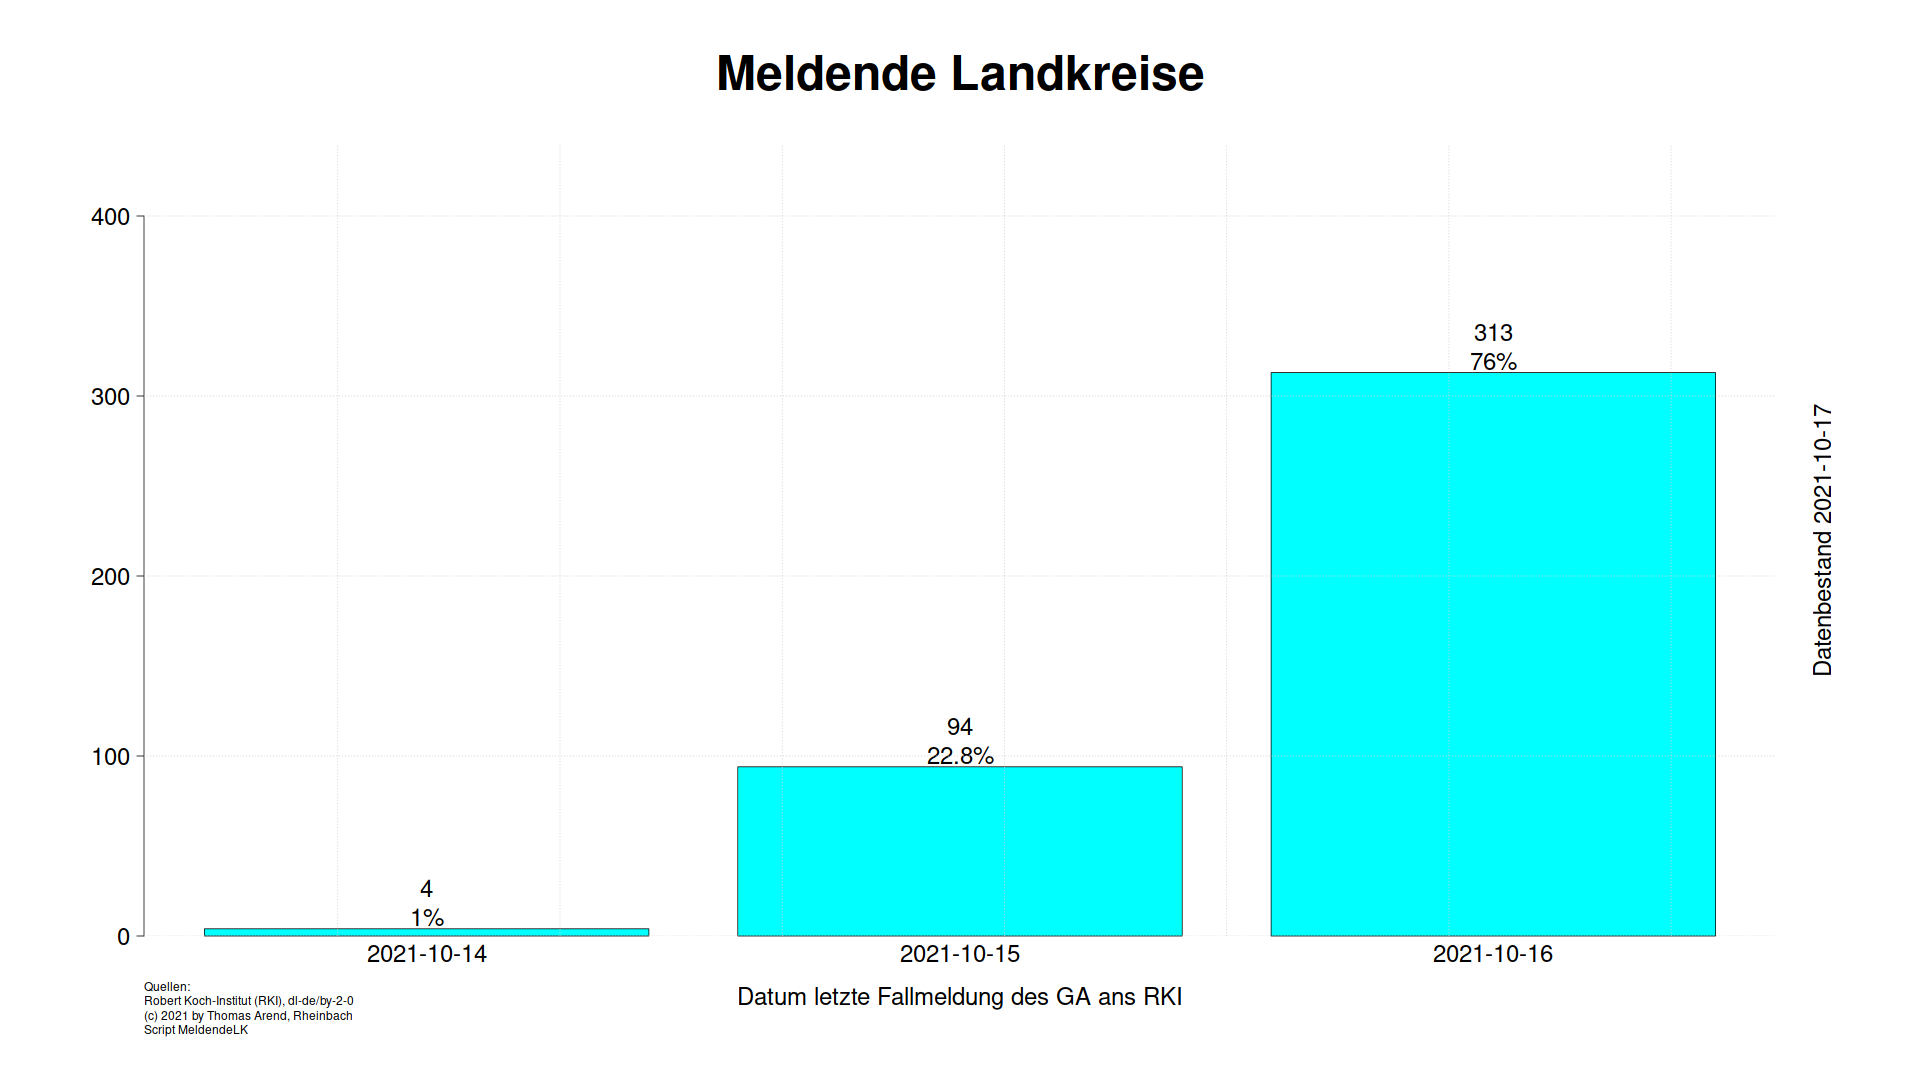 Meldende Landkreise
400
300
200
100
0
313
76%
94
22.8%
4
1%
2021-10-14
2021-10-15
2021-10-16
Datum letzte Fallmeldung des GA ans RKI
Datenbestand 2021-10-17
Quellen:
Robert Koch-Institut (RKI), dl-de/by-2-0
(c) 2021 by Thomas Arend, Rheinbach
Script MeldendeLK